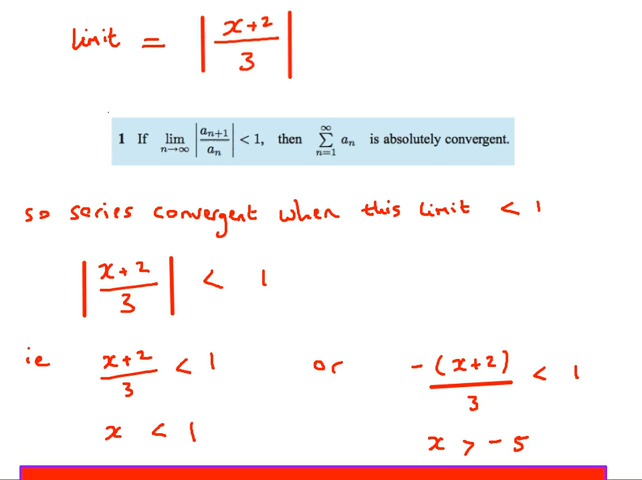 limit = | x+2 / 3 |
1 If lim n→∞ | a_{n+1} / a_n | < 1, then ∑ n=1 ∞ a_n is absolutely convergent.
so series convergent when this limit < 1
| x+2 / 3 | < 1
ie x+2 / 3 < 1 or -(x+2) / 3 < 1
x < 1 x > -5